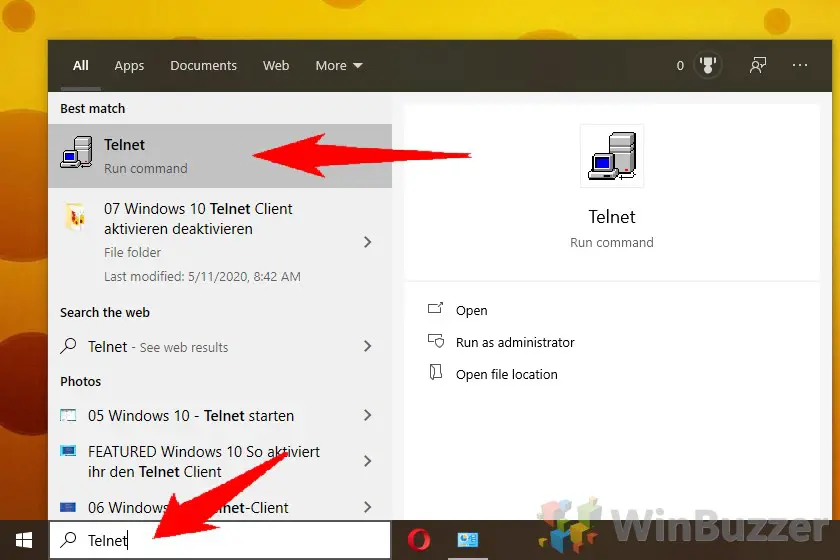 All Apps Documents Web More 0
Best match
Telnet
Run command
07 Windows 10 Telnet Client
aktivieren deaktivieren
File folder
Last modified: 5/11/2020, 8:42 AM
Search the web
Telnet - See web results
Photos
05 Windows 10 - Telnet starten
FEATURED Windows 10 So aktiviert
ihr den Telnet Client
06 Windows
lnet-Client
Telnet
Run command
Open
Run as administrator
Open file location
Telnet
WinBuzzer